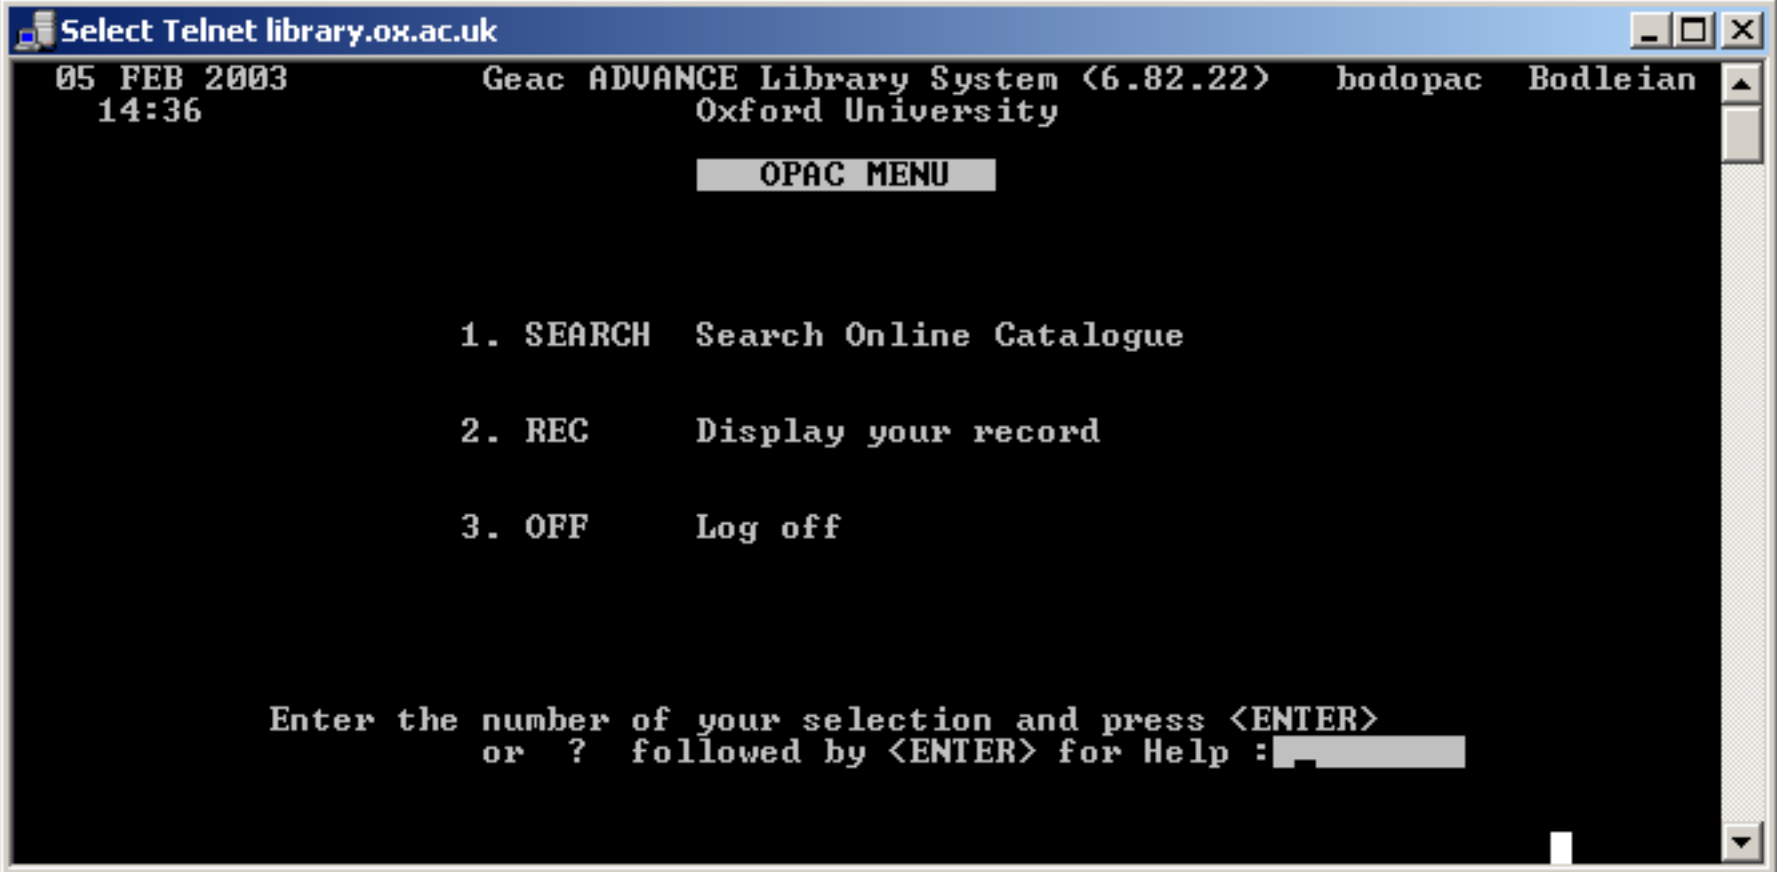 Select Telnet library.ox.ac.uk
05 FEB 2003 Geac ADVANCE Library System (6.82.22) bodopac Bodleian
14:36 Oxford University
OPAC MENU
1. SEARCH Search Online Catalogue
2. REC Display your record
3. OFF Log off
Enter the number of your selection and press <ENTER>
or ? followed by <ENTER> for Help :